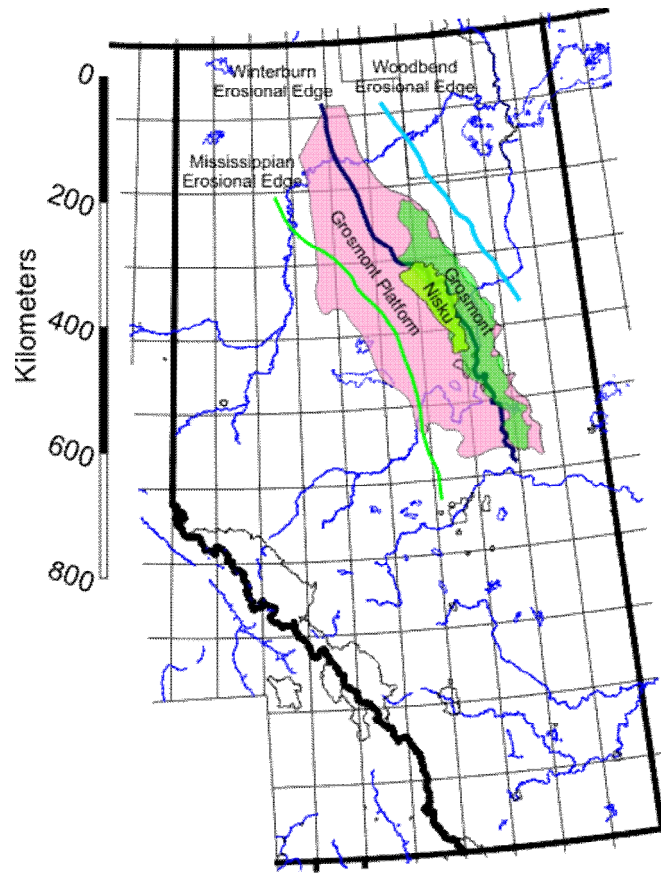 0
Winterburn
Erosional Edge
Woodbend
Erosional Edge
Mississippian
Erosional Edge
200
Kilometers
Grosmont Platform
Grosmont
Nisku
400
600
800